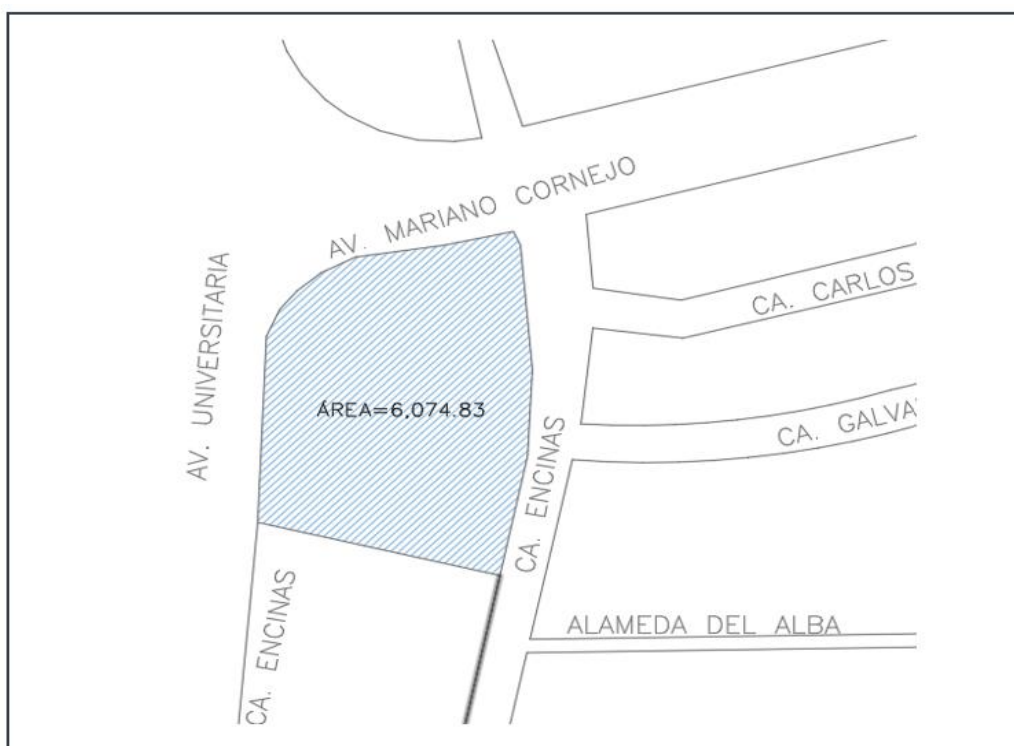 AV. MARIANO CORNEJO
AV. UNIVERSITARIA
CA. CARLOS
ÁREA=6,074.83
CA. GALVA
CA. ENCINAS
CA. ENCINAS
ALAMEDA DEL ALBA